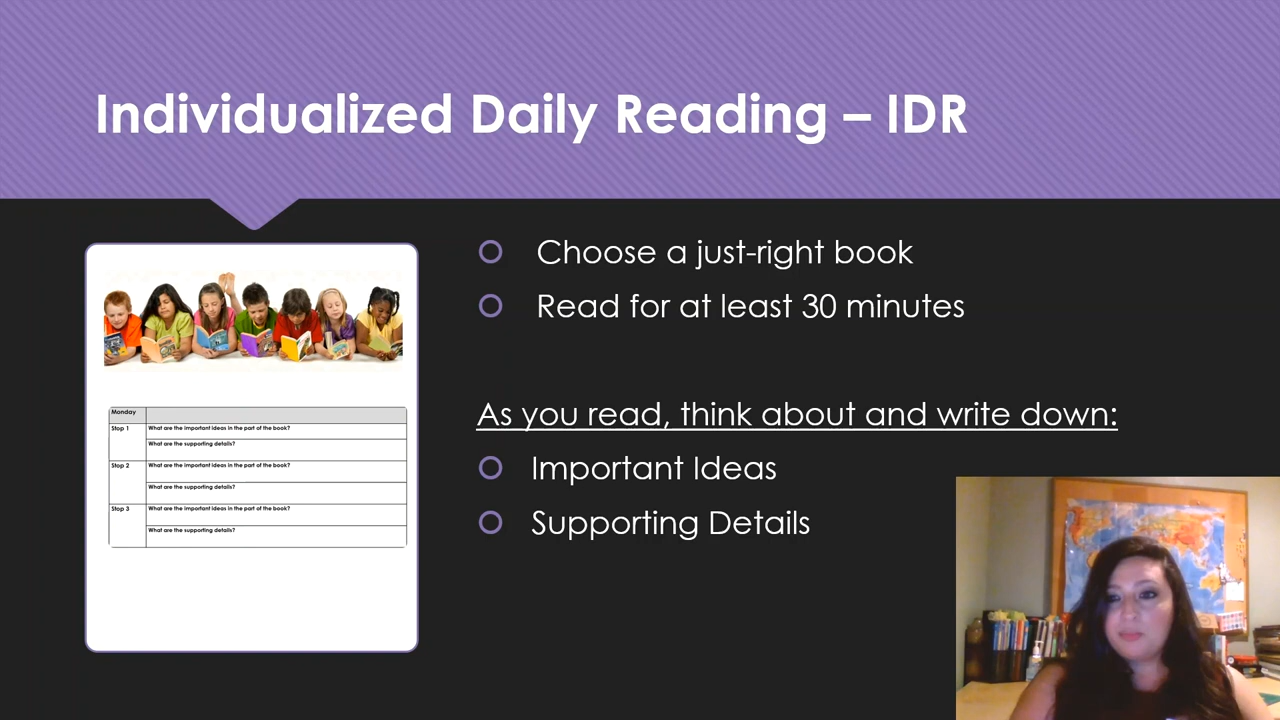 Individualized Daily Reading – IDR
Choose a just-right book
Read for at least 30 minutes
As you read, think about and write down:
Important Ideas
Supporting Details
Monday
Stop 1 What are the important ideas in the part of the book?
What are the supporting details?
Stop 2 What are the important ideas in the part of the book?
What are the supporting details?
Stop 3 What are the important ideas in the part of the book?
What are the supporting details?